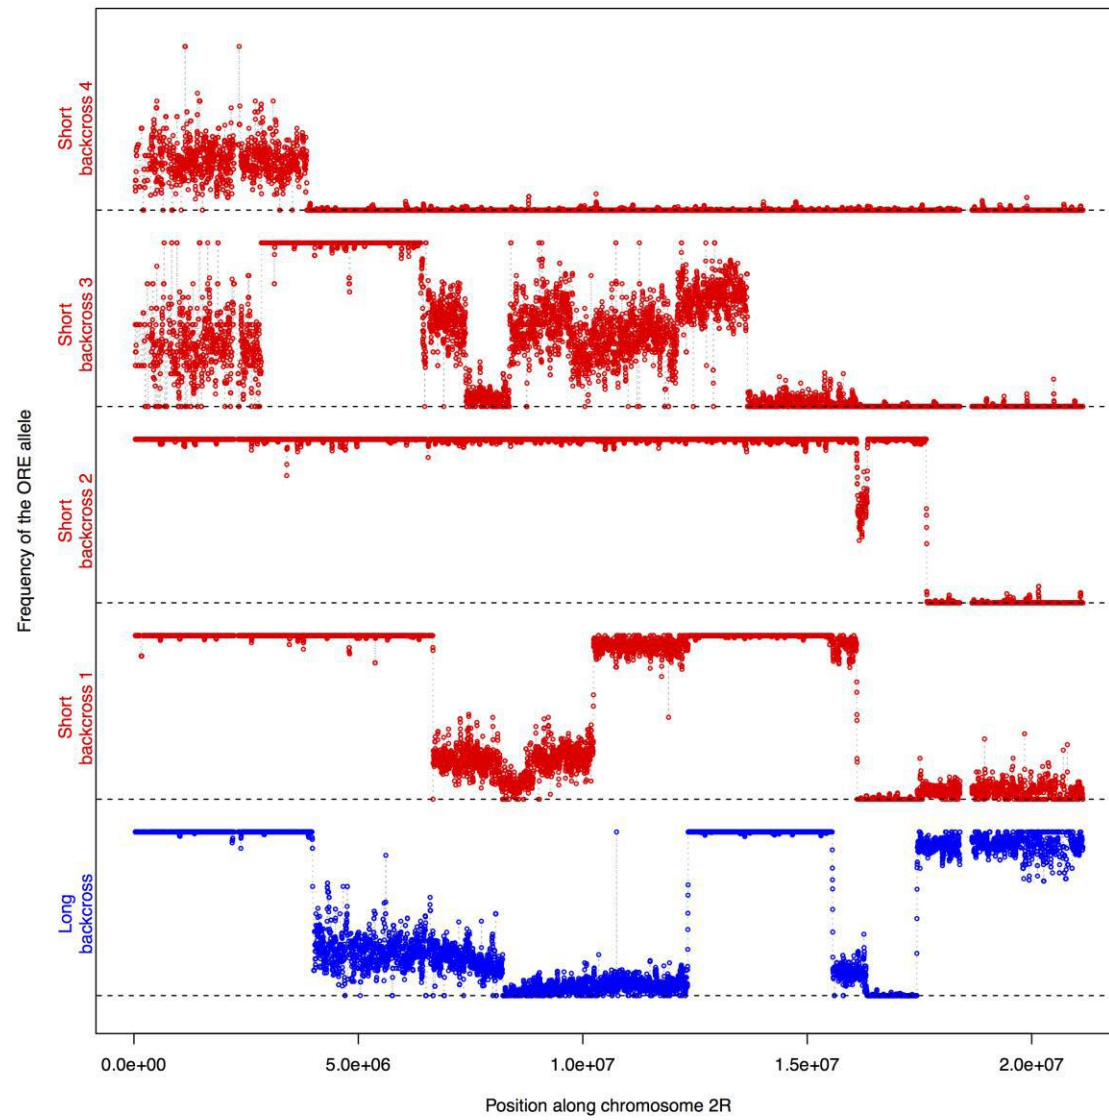 Frequency of the ORE allele
Short
backcross 4
Short
backcross 3
Short
backcross 2
Short
backcross 1
Long
backcross
0.0e+00 5.0e+06 1.0e+07 1.5e+07 2.0e+07
Position along chromosome 2R